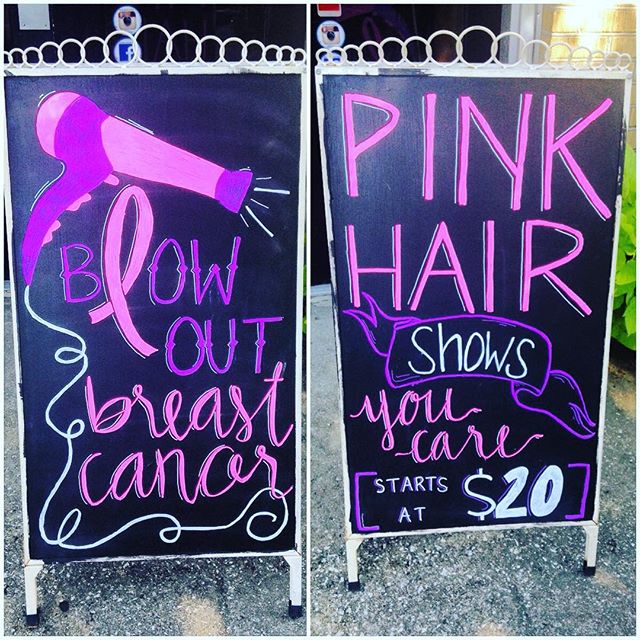 BLOW
OUT
breast
cancer
PINK
HAIR
shows
you
care
[STARTS
AT $20]